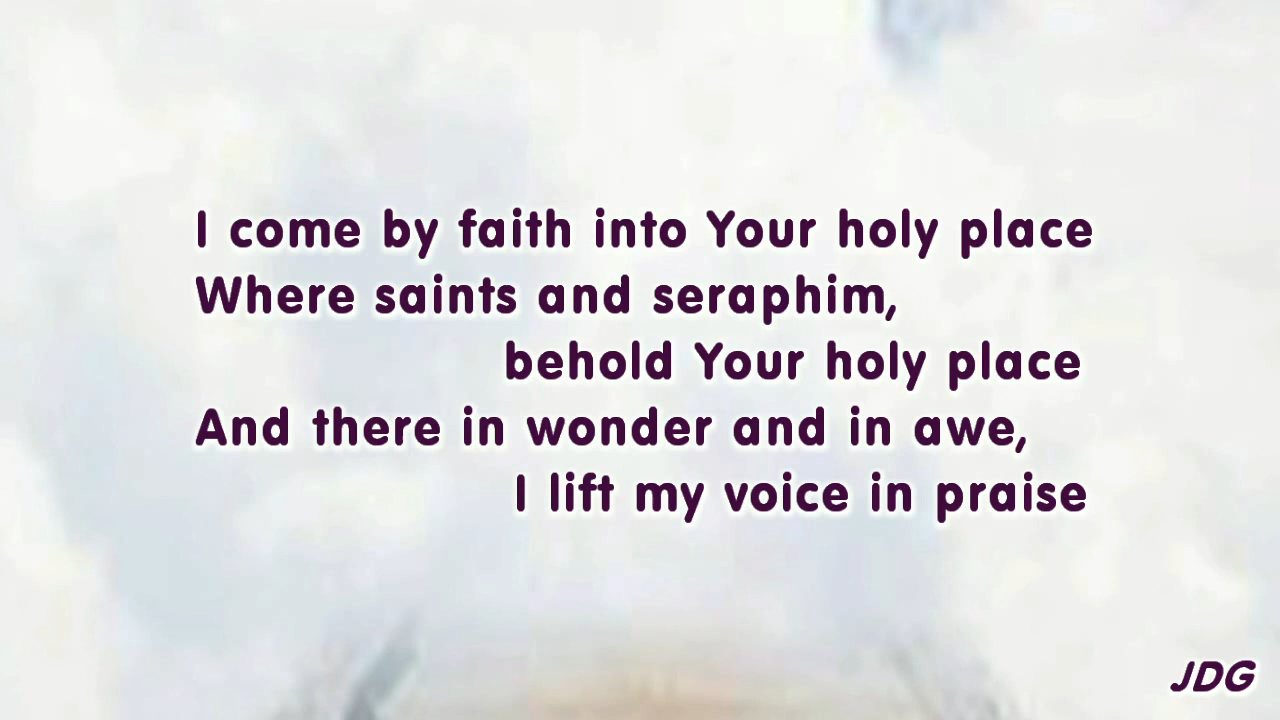 I come by faith into Your holy place
Where saints and seraphim,
behold Your holy place
And there in wonder and in awe,
I lift my voice in praise
JDG